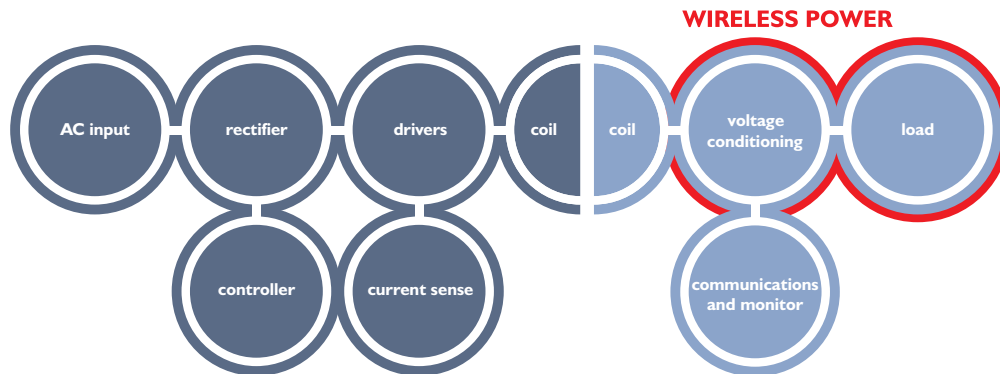 WIRELESS POWER
AC input
rectifier
drivers
coil
coil
voltage
conditioning
load
controller
current sense
communications
and monitor